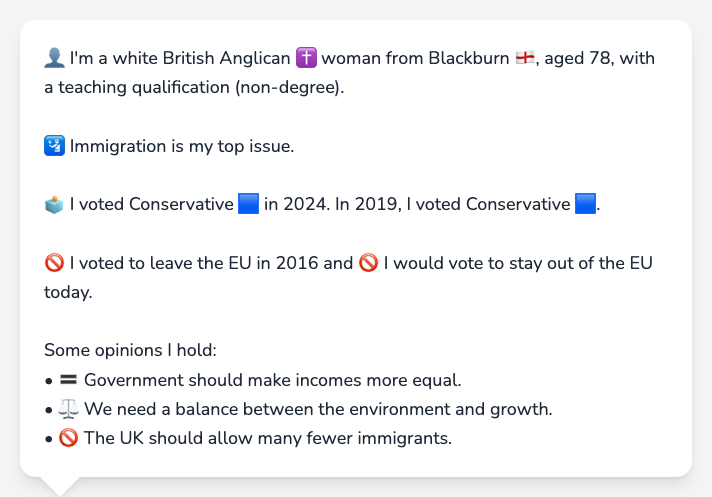 👤 I'm a white British Anglican ✝️ woman from Blackburn 🏴󠁧󠁢󠁥󠁮󠁧󠁿, aged 78, with
a teaching qualification (non-degree).
🛂 Immigration is my top issue.
🗳️ I voted Conservative 🟦 in 2024. In 2019, I voted Conservative 🟦.
🚫 I voted to leave the EU in 2016 and 🚫 I would vote to stay out of the EU
today.
Some opinions I hold:
• 🟰 Government should make incomes more equal.
• ⚖️ We need a balance between the environment and growth.
• 🚫 The UK should allow many fewer immigrants.